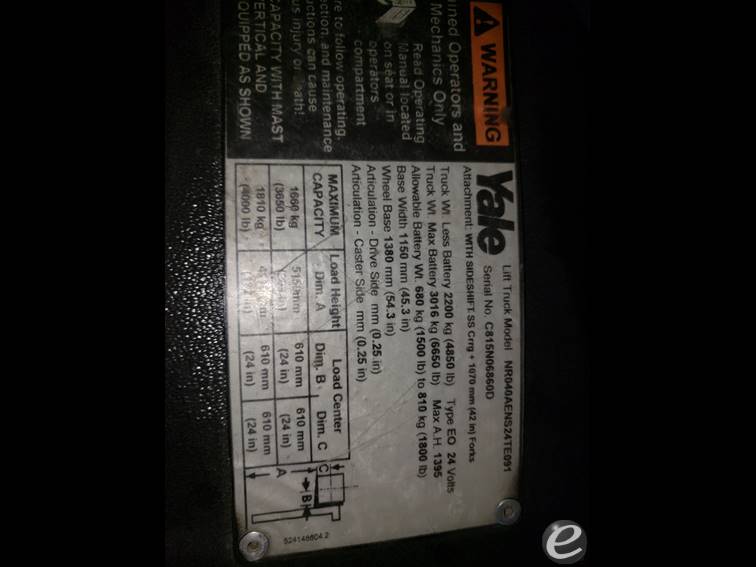 WARNING
ined Operators and
Mechanics Only
Read Operating
Manual located
on seat or in
operators
compartment
re to follow operating,
ction, and maintenance
uctions can cause
us injury or eath!
CAPACITY WITH MAST
VERTICAL AND
QUIPPED AS SHOWN
Yale
Lift Truck Model NR040AENS24TE091
Serial No. C815N06860D
Attachment: WITH SIDESHIFT SS Crrg + 1070 mm (42 in) Forks
Truck Wt Less Battery 2200 kg (4850 lb) Type EO 24 Volts
Truck Wt Max Battery 3016 kg (6650 lb) Max A.H. 1395
Allowable Battery Wt. 680 kg (1500 lb) to 810 kg (1800 lb)
Base Width 1150 mm (45.3 in)
Wheel Base 1380 mm (54.3 in)
Articulation - Drive Side mm (0.25 in)
Articulation - Caster Side mm (0.25 in)
MAXIMUM CAPACITY
Load Height Dim. A
Load Center
Dim. B Dim. C
1660 kg 610 mm 610 mm
(3650 lb) (24 in) (24 in)
1810 kg 610 mm 610 mm
(4000 lb) (24 in) (24 in)
A
B
C
524148604 2
e